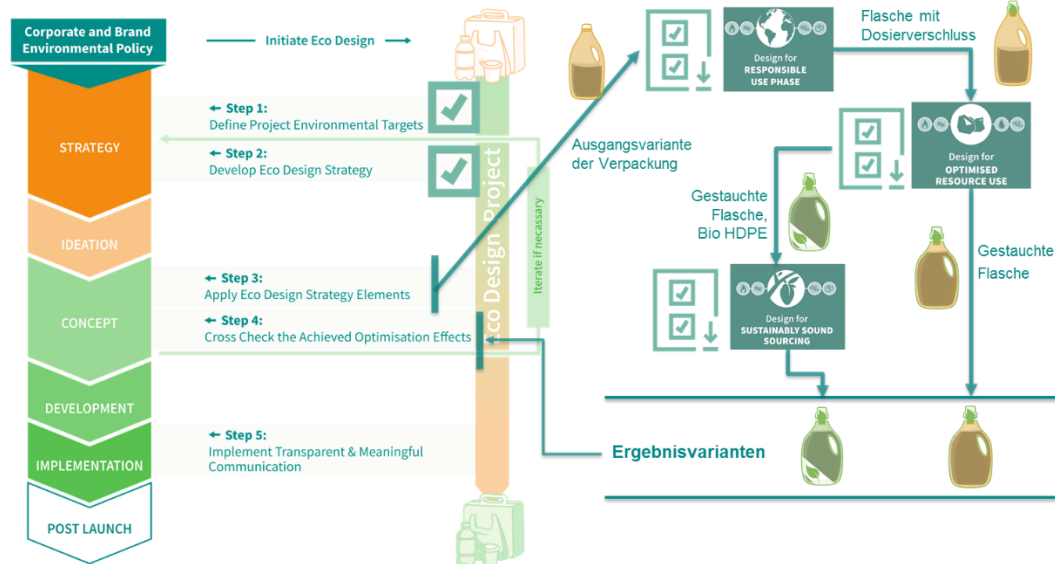 Corporate and Brand
Environmental Policy
Initiate Eco Design
STRATEGY
IDEATION
CONCEPT
DEVELOPMENT
IMPLEMENTATION
POST LAUNCH
← Step 1:
Define Project Environmental Targets
← Step 2:
Develop Eco Design Strategy
← Step 3:
Apply Eco Design Strategy Elements
← Step 4:
Cross Check the Achieved Optimisation Effects
← Step 5:
Implement Transparent & Meaningful
Communication
Eco Design Project
Iterate if necassary
Ausgangsvariante
der Verpackung
Design for
RESPONSIBLE
USE PHASE
Flasche mit
Dosierverschluss
Design for
OPTIMISED
RESOURCE USE
Gestauchte
Flasche,
Bio HDPE
Gestauchte
Flasche
Design for
SUSTAINABLY SOUND
SOURCING
Ergebnisvarianten